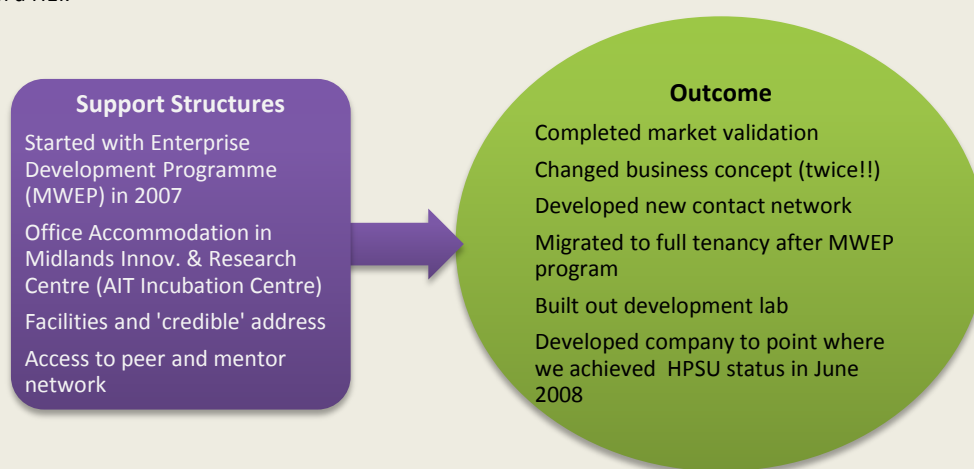 Support Structures
Started with Enterprise
Development Programme
(MWEP) in 2007
Office Accommodation in
Midlands Innov. & Research
Centre (AIT Incubation Centre)
Facilities and 'credible' address
Access to peer and mentor
network
Outcome
Completed market validation
Changed business concept (twice!!)
Developed new contact network
Migrated to full tenancy after MWEP
program
Built out development lab
Developed company to point where
we achieved HPSU status in June
2008